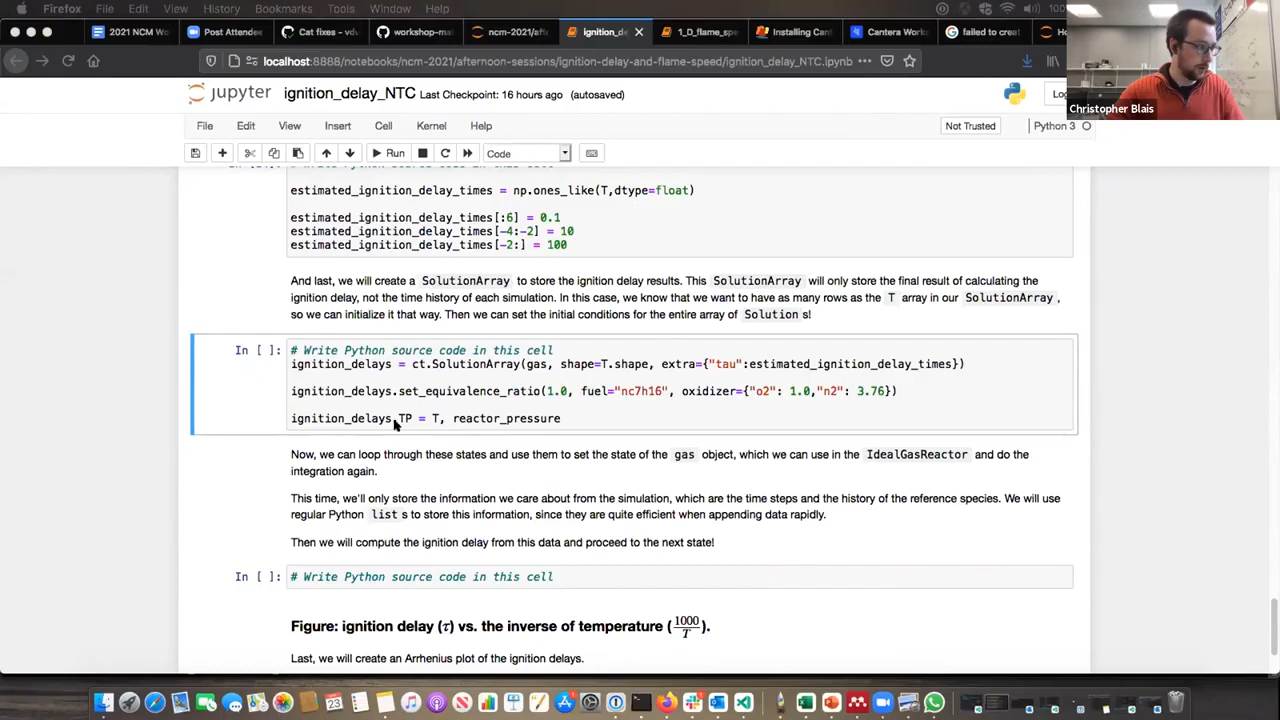 Firefox File Edit View History Bookmarks Tools Window Help
2021 NCM Wo Post Attendee Cat fixes - vdv workshop-ma ncm-2021/aft ignition_de 1_D_flame_spe Installing Can Cantera Works failed to creat
localhost:8888/notebooks/ncm-2021/afternoon-sessions/ignition-delay-and-flame-speed/ignition_delay_NTC.ipynb
Christopher Blais
jupyter ignition_delay_NTC Last Checkpoint: 16 hours ago (autosaved)
File Edit View Insert Cell Kernel Help Not Trusted Python 3
Run Code
estimated_ignition_delay_times = np.ones_like(T,dtype=float)
estimated_ignition_delay_times[:6] = 0.1
estimated_ignition_delay_times[-4:-2] = 10
estimated_ignition_delay_times[-2:] = 100
And last, we will create a SolutionArray to store the ignition delay results. This SolutionArray will only store the final result of calculating the
ignition delay, not the time history of each simulation. In this case, we know that we want to have as many rows as the T array in our SolutionArray,
so we can initialize it that way. Then we can set the initial conditions for the entire array of Solution s!
In [ ]: # Write Python source code in this cell
ignition_delays = ct.SolutionArray(gas, shape=T.shape, extra={"tau":estimated_ignition_delay_times})
ignition_delays.set_equivalence_ratio(1.0, fuel="nc7h16", oxidizer={"o2": 1.0,"n2": 3.76})
ignition_delays.TP = T, reactor_pressure
Now, we can loop through these states and use them to set the state of the gas object, which we can use in the IdealGasReactor and do the
integration again.
This time, we'll only store the information we care about from the simulation, which are the time steps and the history of the reference species. We will use
regular Python list s to store this information, since they are quite efficient when appending data rapidly.
Then we will compute the ignition delay from this data and proceed to the next state!
In [ ]: # Write Python source code in this cell
Figure: ignition delay (τ) vs. the inverse of temperature (1000/T).
Last, we will create an Arrhenius plot of the ignition delays.